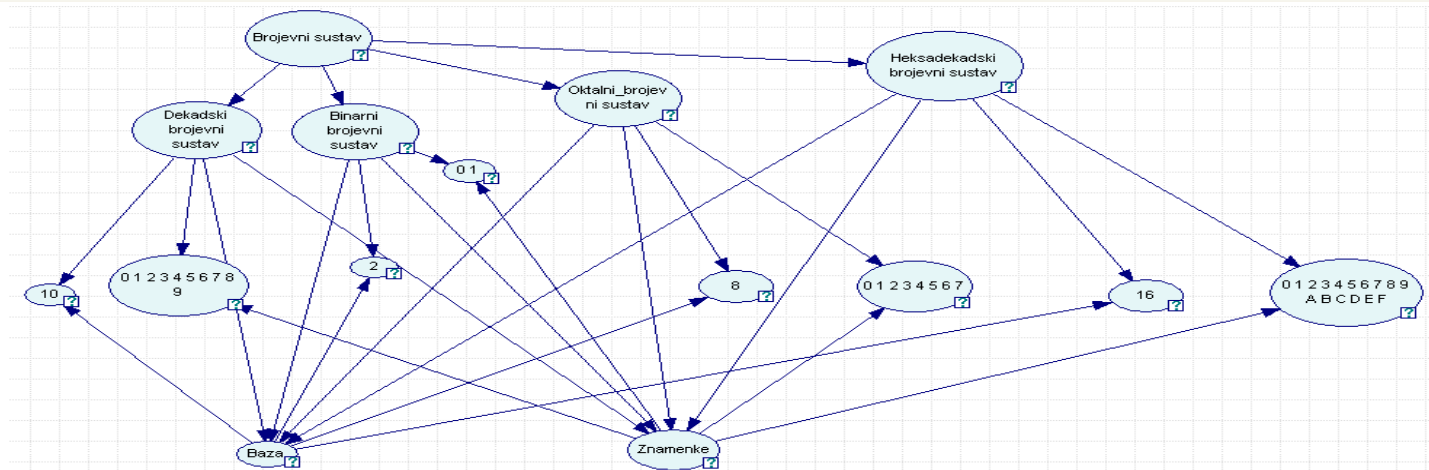 Brojevni sustav
?
Heksadekadski
brojevni sustav
?
Oktalni_brojev
ni sustav
?
Dekadski
brojevni
sustav
?
Binarni
brojevni
sustav
?
0 1
?
10
?
0 1 2 3 4 5 6 7 8
9
?
2
?
8
?
0 1 2 3 4 5 6 7
?
16
?
0 1 2 3 4 5 6 7 8 9
A B C D E F
?
Baza
?
Znamenke
?